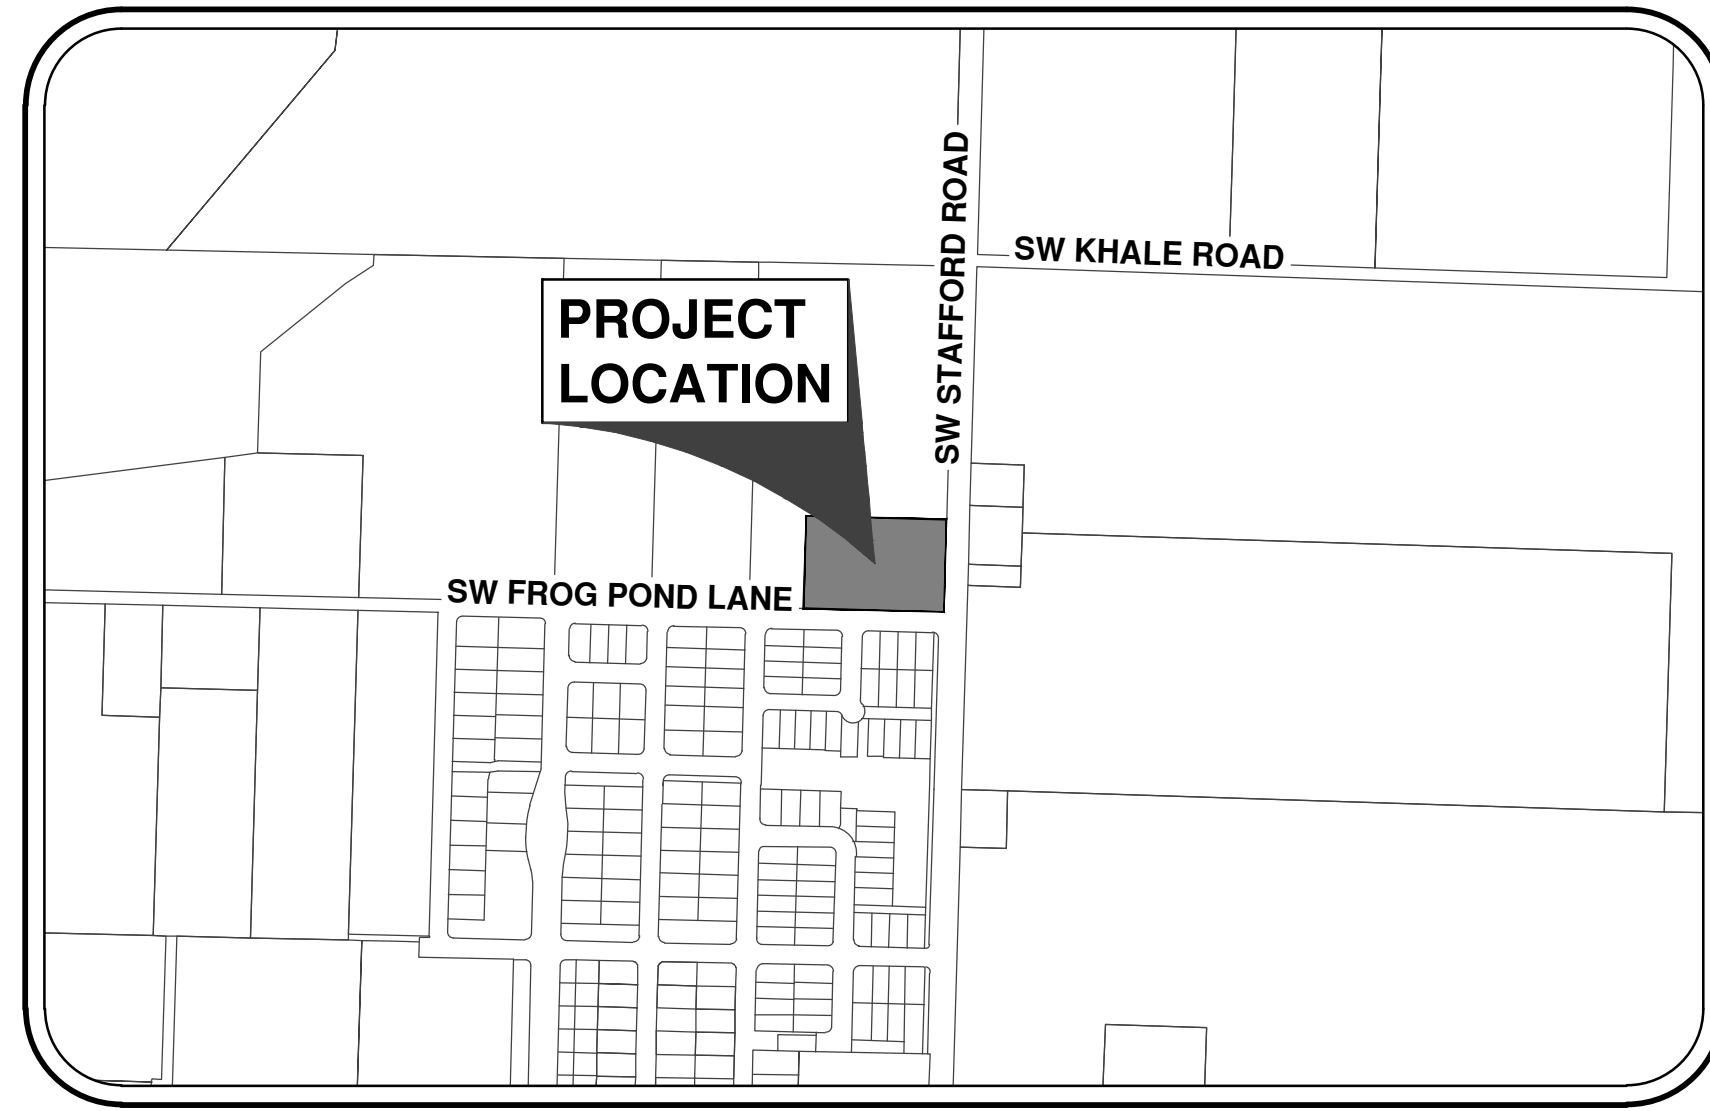 SW STAFFORD ROAD
SW KHALE ROAD
PROJECT
LOCATION
SW FROG POND LANE